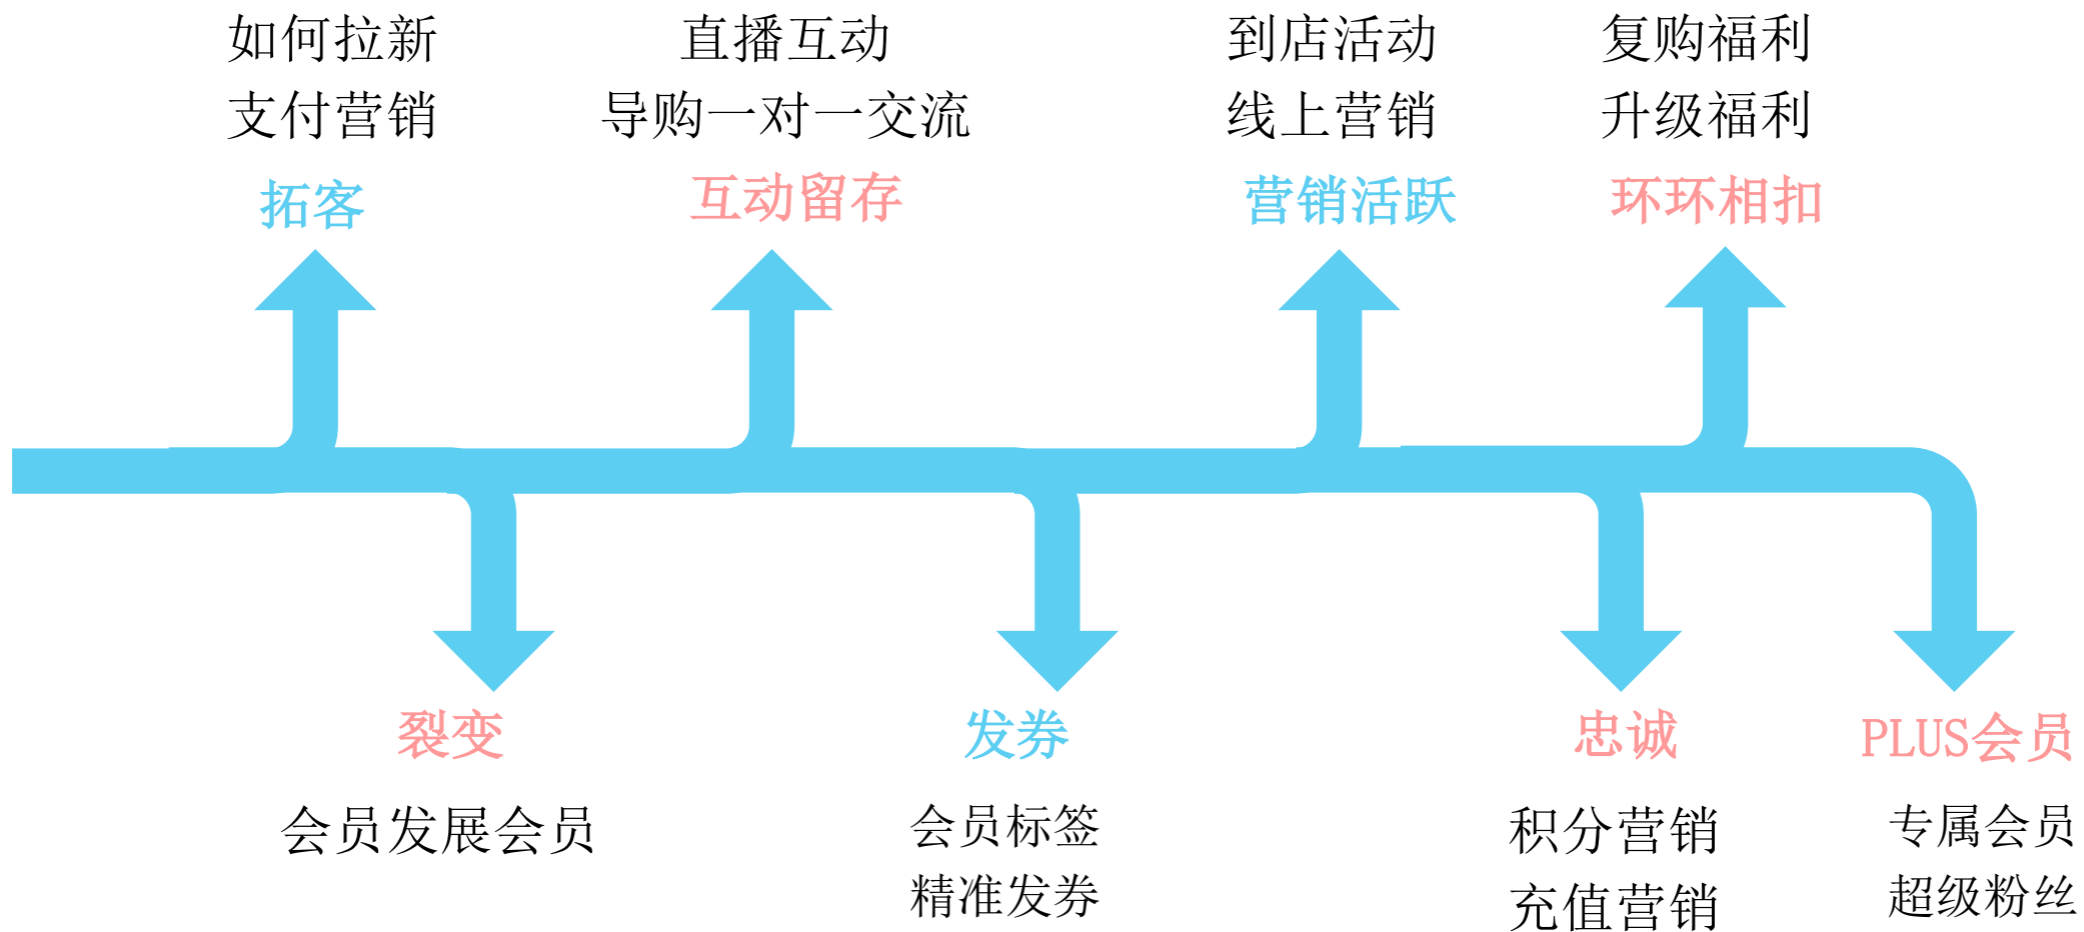 如何拉新
支付营销
拓客
直播互动
导购一对一交流
互动留存
到店活动
线上营销
营销活跃
复购福利
升级福利
环环相扣
裂变
会员发展会员
发券
会员标签
精准发券
忠诚
积分营销
充值营销
PLUS会员
专属会员
超级粉丝